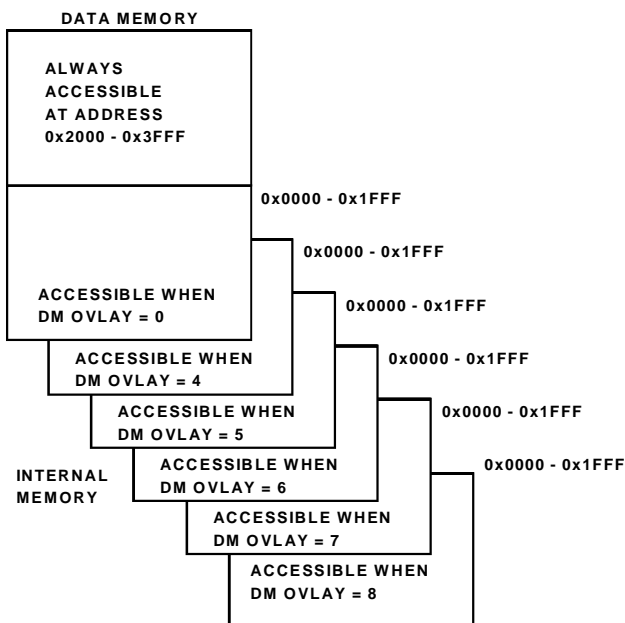 DATA MEMORY
ALWAYS
ACCESSIBLE
AT ADDRESS
0x2000 - 0x3FFF
0x0000 - 0x1FFF
0x0000 - 0x1FFF
ACCESSIBLE WHEN
DM OVLAY = 0
0x0000 - 0x1FFF
ACCESSIBLE WHEN
DM OVLAY = 4
0x0000 - 0x1FFF
ACCESSIBLE WHEN
DM OVLAY = 5
0x0000 - 0x1FFF
INTERNAL
MEMORY
ACCESSIBLE WHEN
DM OVLAY = 6
0x0000 - 0x1FFF
ACCESSIBLE WHEN
DM OVLAY = 7
ACCESSIBLE WHEN
DM OVLAY = 8